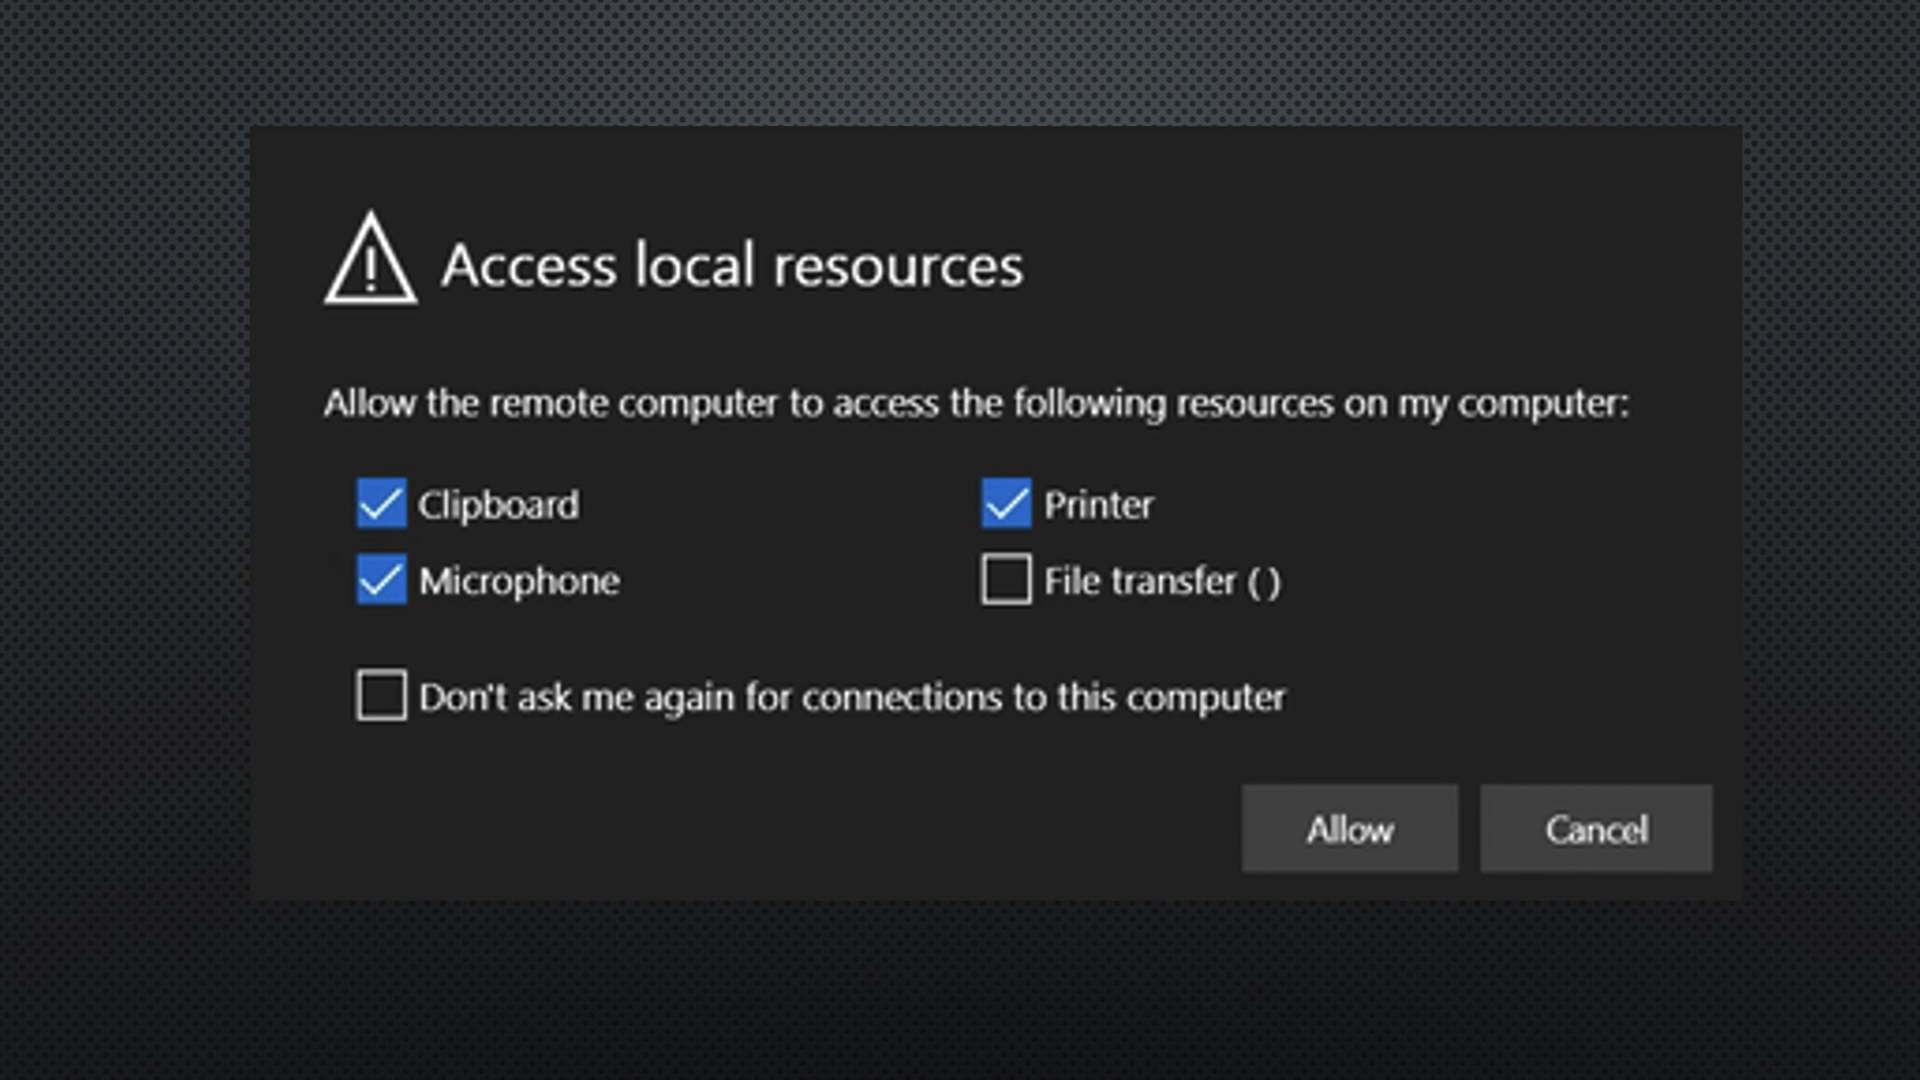 Access local resources
Allow the remote computer to access the following resources on my computer:
Clipboard
Printer
Microphone
File transfer ( )
Don't ask me again for connections to this computer
Allow
Cancel